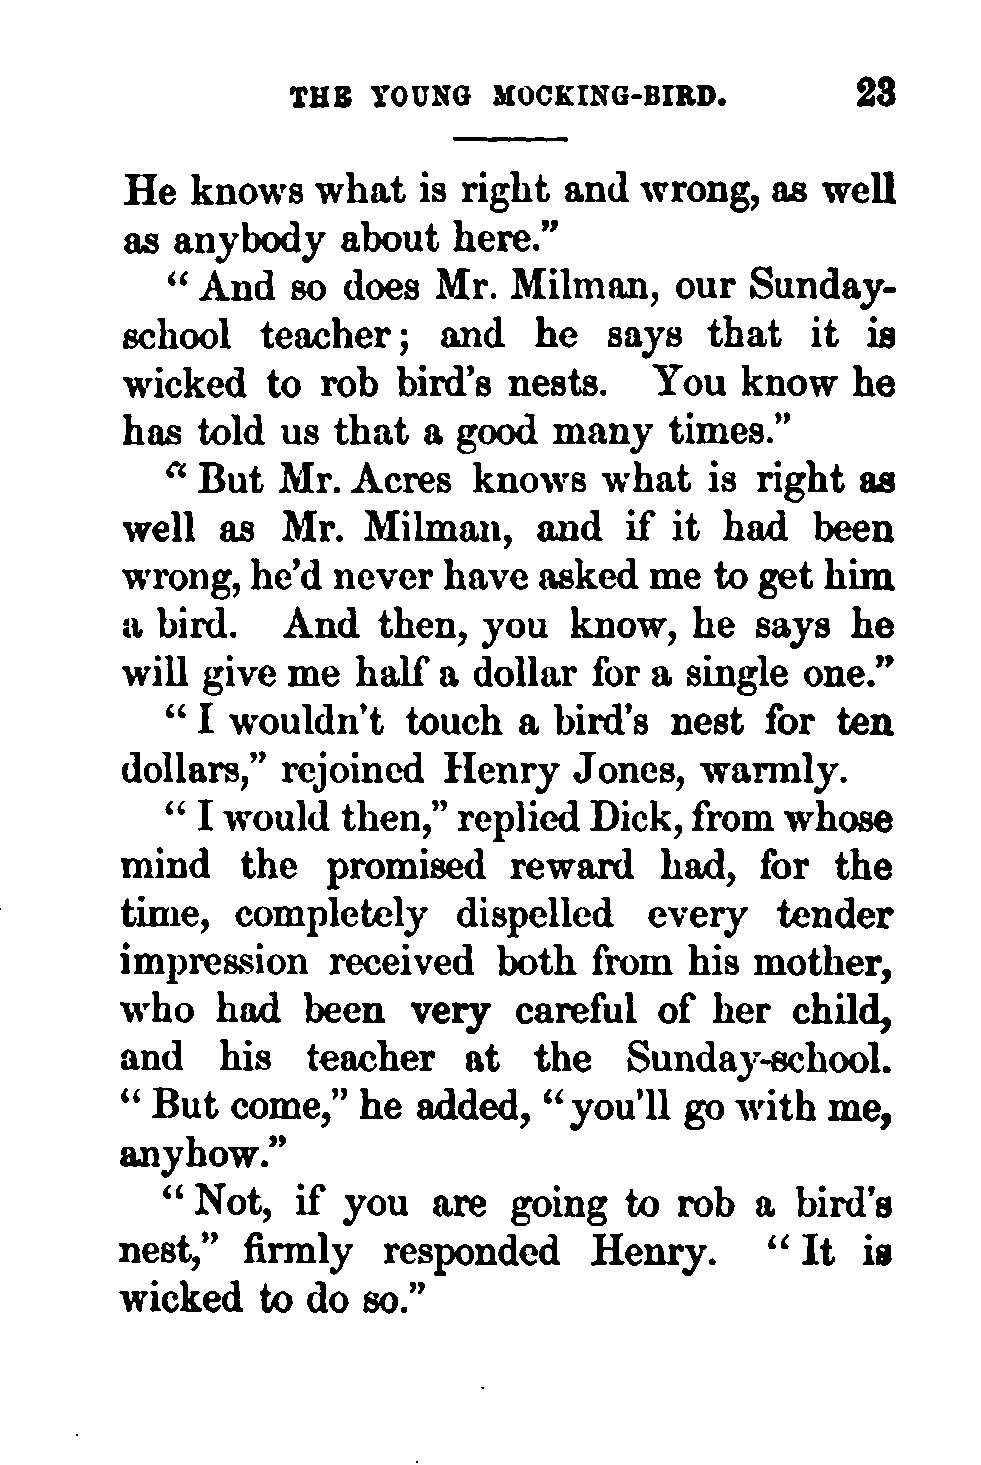 THE YOUNG MOCKING-BIRD. 23
He knows what is right and wrong, as well
as anybody about here."
"And so does Mr. Milman, our Sunday-
school teacher; and he says that it is
wicked to rob bird's nests. You know he
has told us that a good many times."
"But Mr. Acres knows what is right as
well as Mr. Milman, and if it had been
wrong, he'd never have asked me to get him
a bird. And then, you know, he says he
will give me half a dollar for a single one."
"I wouldn't touch a bird's nest for ten
dollars," rejoined Henry Jones, warmly.
"I would then," replied Dick, from whose
mind the promised reward had, for the
time, completely dispelled every tender
impression received both from his mother,
who had been very careful of her child,
and his teacher at the Sunday-school.
"But come," he added, "you'll go with me,
anyhow."
"Not, if you are going to rob a bird's
nest," firmly responded Henry. "It is
wicked to do so."